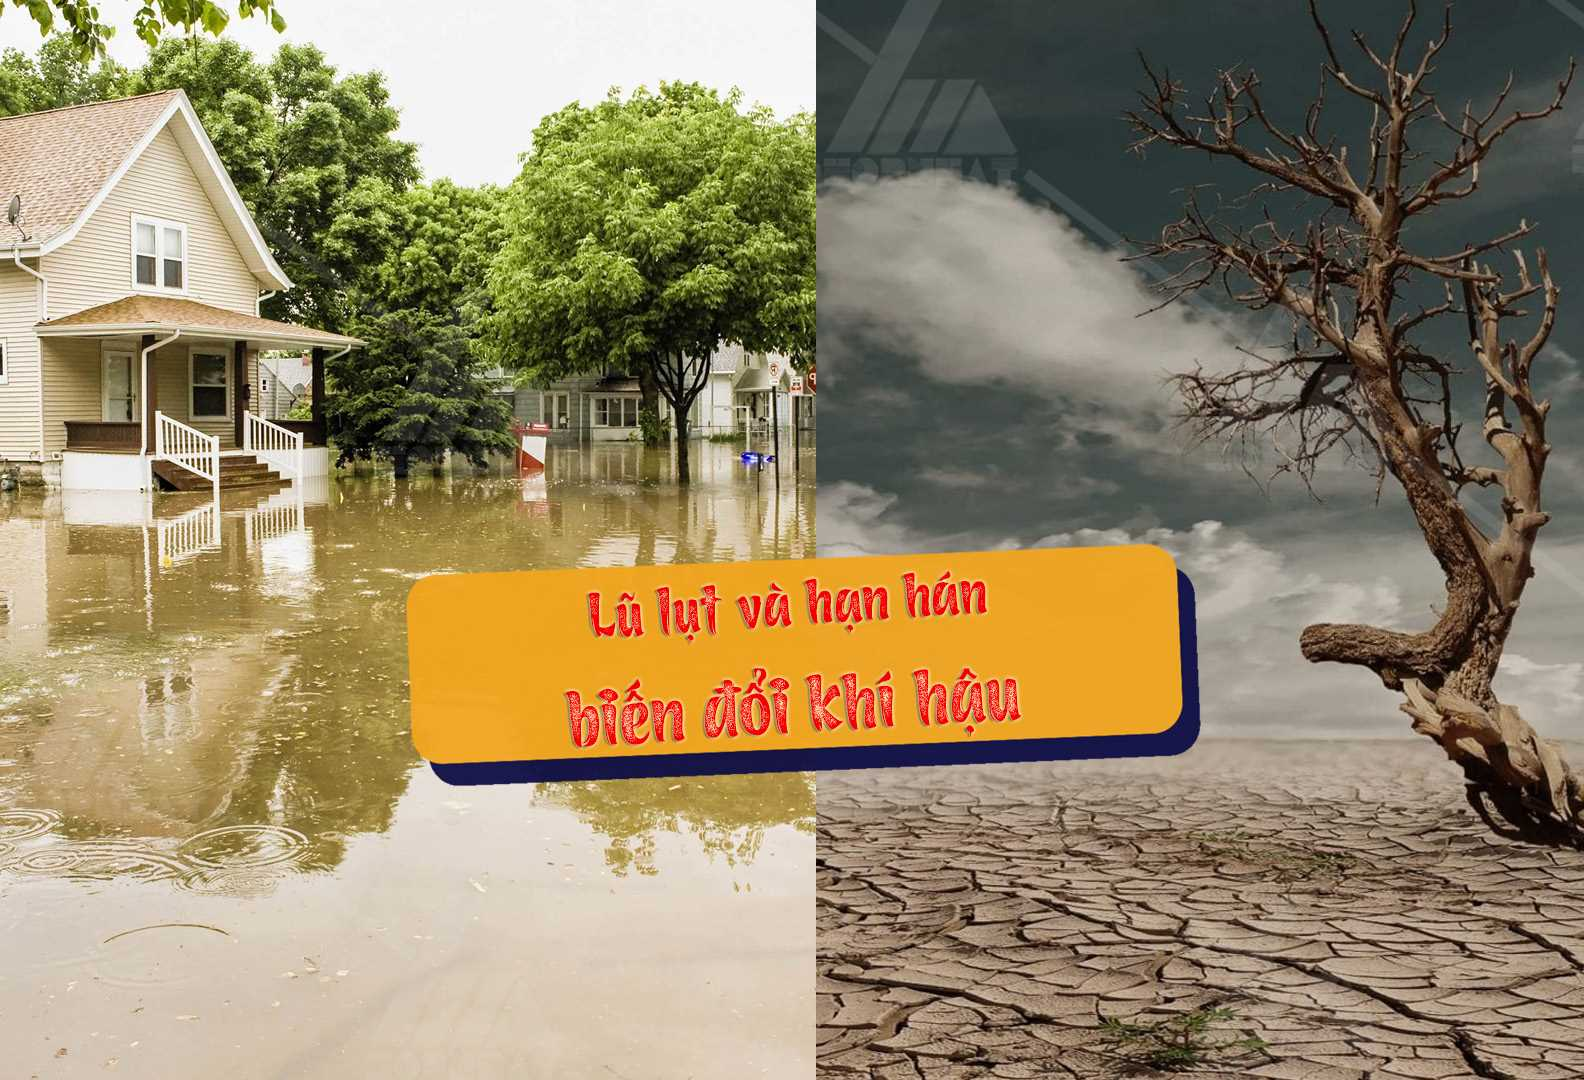 Lũ lụt và hạn hán
biến đổi khí hậu